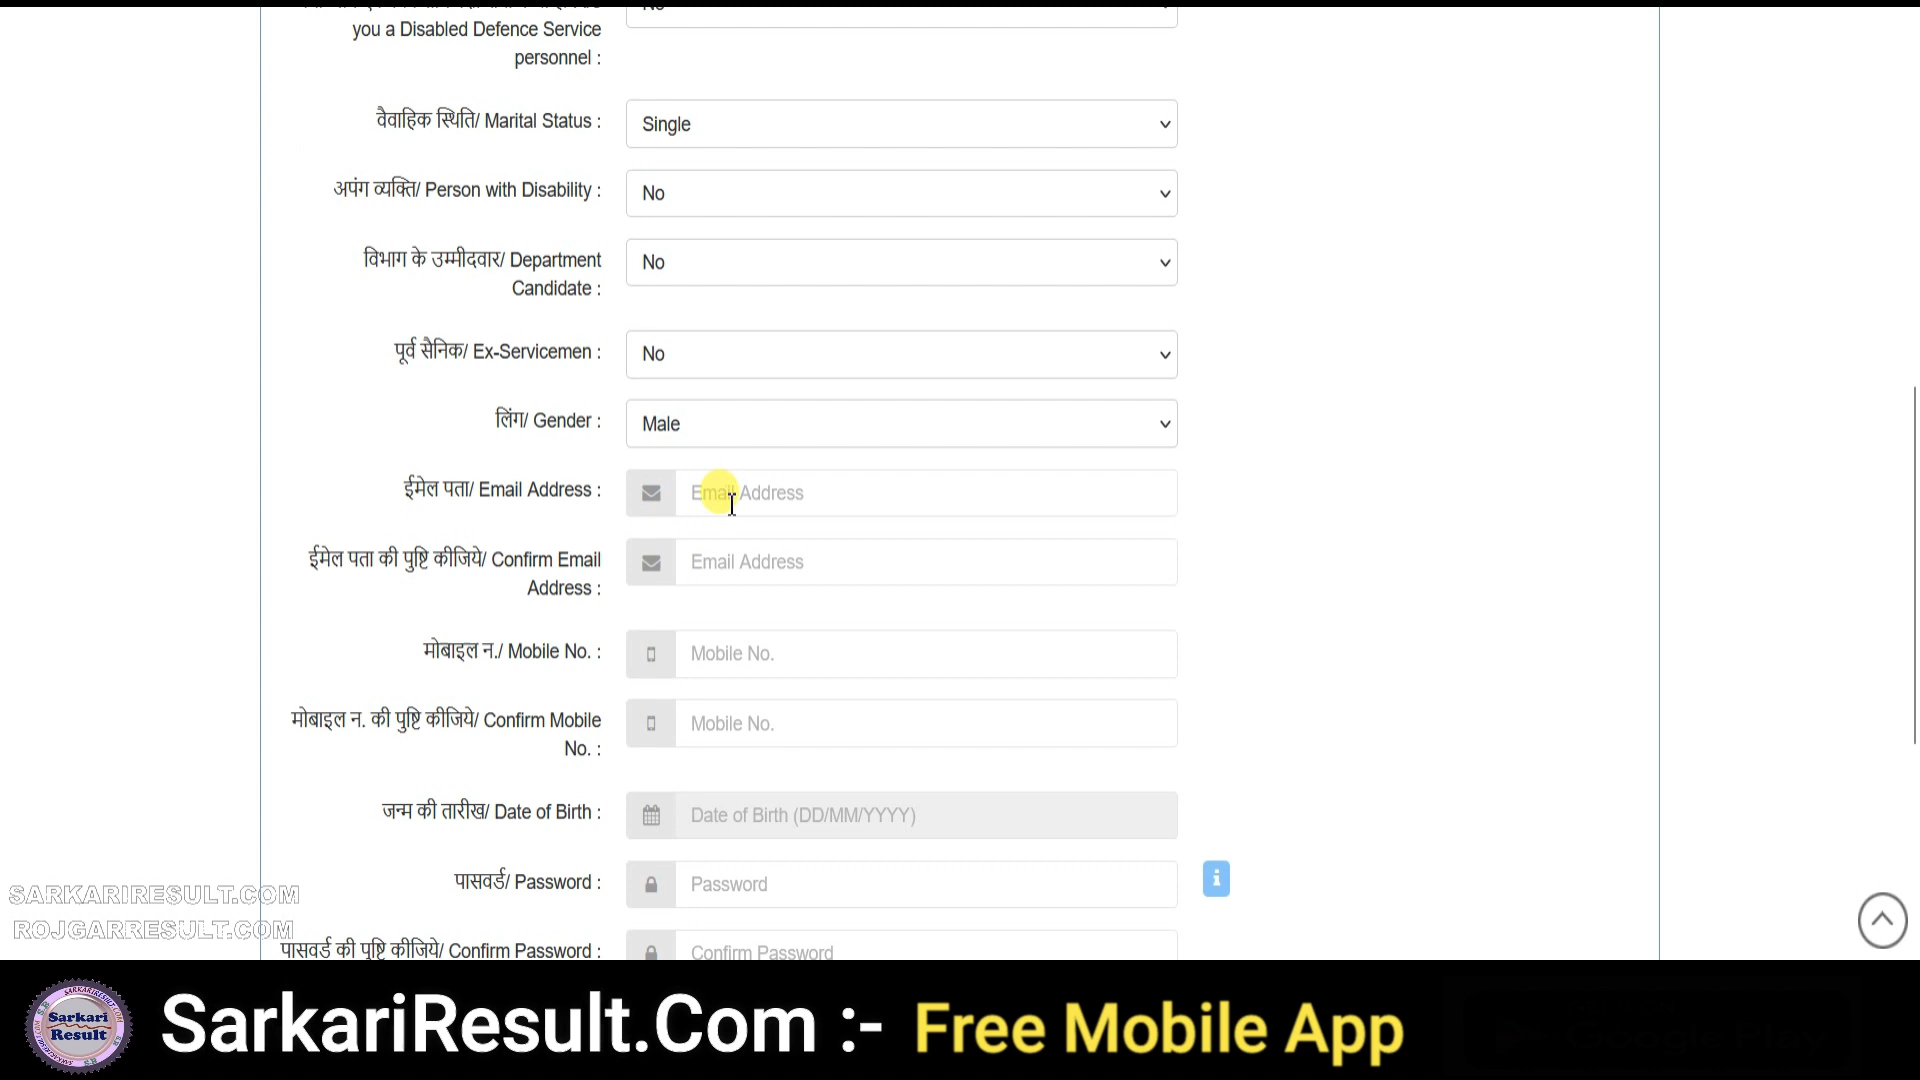 you a Disabled Defence Service
personnel :
वैवाहिक स्थिति/ Marital Status :
Single
अपंग व्यक्ति/ Person with Disability :
No
विभाग के उम्मीदवार/ Department
Candidate :
No
पूर्व सैनिक/ Ex-Servicemen :
No
लिंग/ Gender :
Male
ईमेल पता/ Email Address :
Email Address
ईमेल पता की पुष्टि कीजिये/ Confirm Email
Address :
Email Address
मोबाइल न./ Mobile No. :
Mobile No.
मोबाइल न. की पुष्टि कीजिये/ Confirm Mobile
No. :
Mobile No.
जन्म की तारीख/ Date of Birth :
Date of Birth (DD/MM/YYYY)
पासवर्ड/ Password :
Password
पासवर्ड की पुष्टि कीजिये/ Confirm Password :
Confirm Password
SARKARIRESULT.COM
ROJGARRESULT.COM
Sarkari
Result
SarkariResult.Com :- Free Mobile App